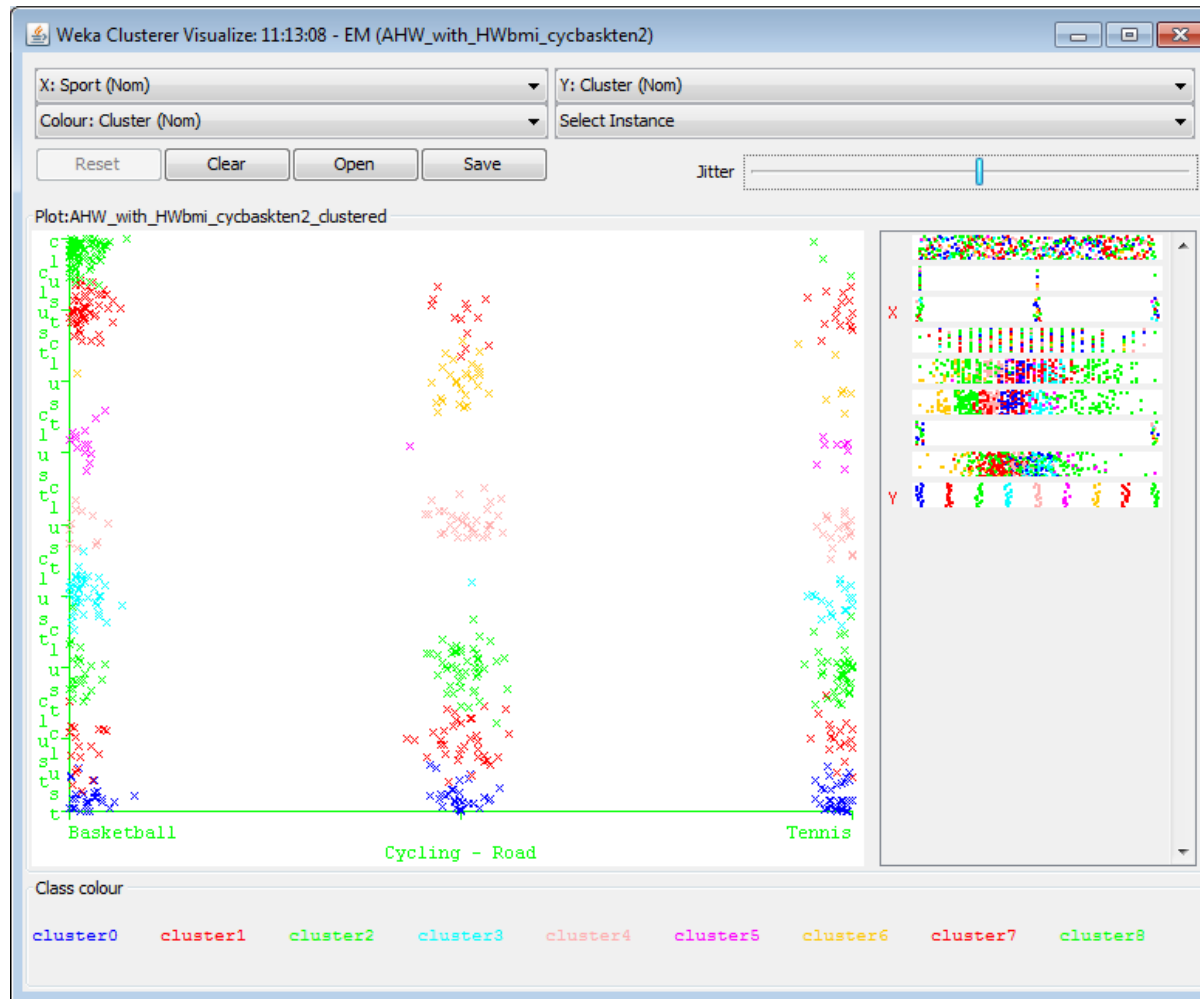 Weka Clusterer Visualize: 11:13:08 - EM (AHW_with_HWbmi_cycbaskten2)
X: Sport (Nom) Y: Cluster (Nom)
Colour: Cluster (Nom) Select Instance
Reset Clear Open Save Jitter
Plot:AHW_with_HWbmi_cycbaskten2_clustered
X
Y
Basketball Tennis
Cycling - Road
Class colour
cluster0 cluster1 cluster2 cluster3 cluster4 cluster5 cluster6 cluster7 cluster8